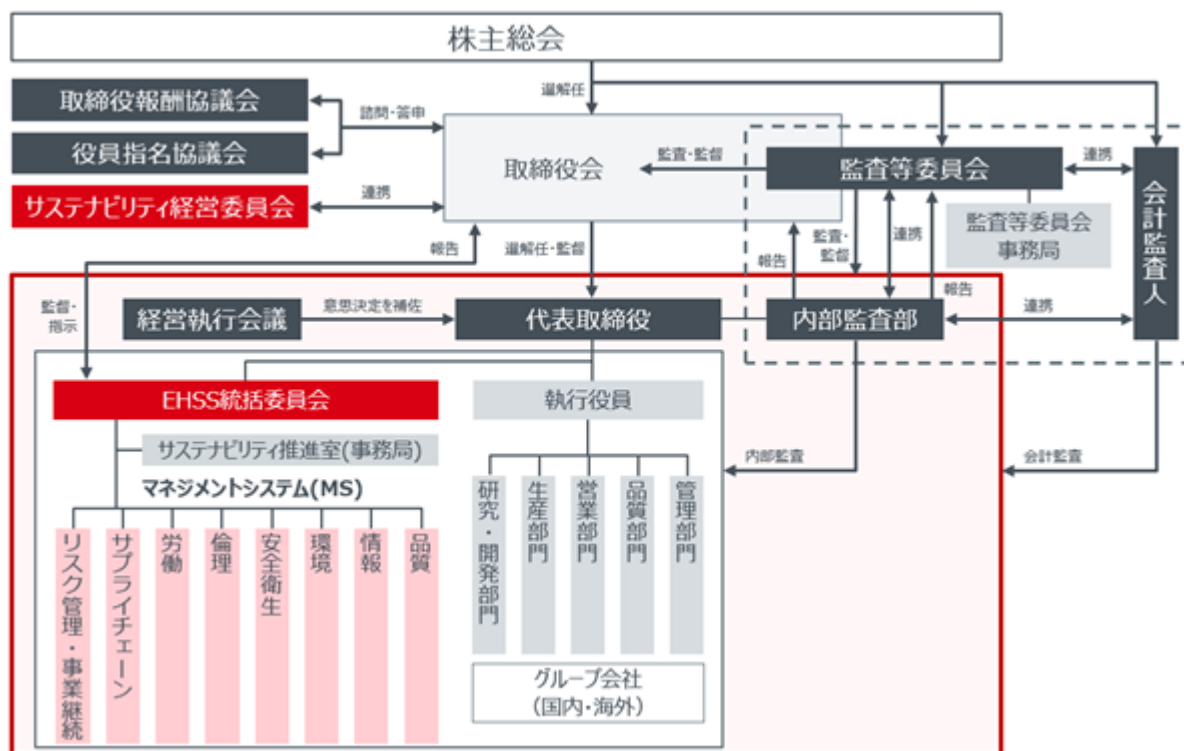 株主総会
選解任
取締役報酬協議会
諮問・答申
役員指名協議会
サステナビリティ経営委員会
連携
取締役会
監査・監督
監査等委員会
連携
会計監査人
監査等委員会
事務局
報告
選解任・監督
報告
監査・
監督
連携
報告
監督・
指示
経営執行会議
意思決定を補佐
代表取締役
内部監査部
連携
EHSS統括委員会
執行役員
サステナビリティ推進室(事務局)
内部監査
会計監査
マネジメントシステム(MS)
リスク管理・事業継続
サプライチェーン
労働
倫理
安全衛生
環境
情報
品質
研究・開発部門
生産部門
営業部門
品質部門
管理部門
グループ会社
(国内・海外)